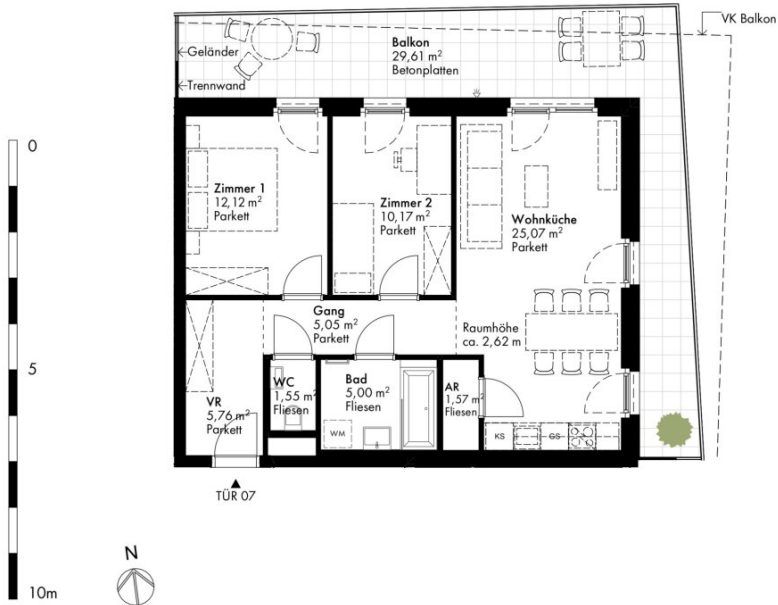 VK Balkon
Balkon
29,61 m²
Betonplatten
Geländer
Trennwand
0
Zimmer 1
12,12 m²
Parkett
Zimmer 2
10,17 m²
Parkett
Wohnküche
25,07 m²
Parkett
Gang
5,05 m²
Parkett
Raumhöhe
ca. 2,62 m
5
VR
5,76 m²
Parkett
WC
1,55 m²
Fliesen
Bad
5,00 m²
Fliesen
AR
1,57 m²
Fliesen
WM
KS
GS
TÜR 07
N
10m